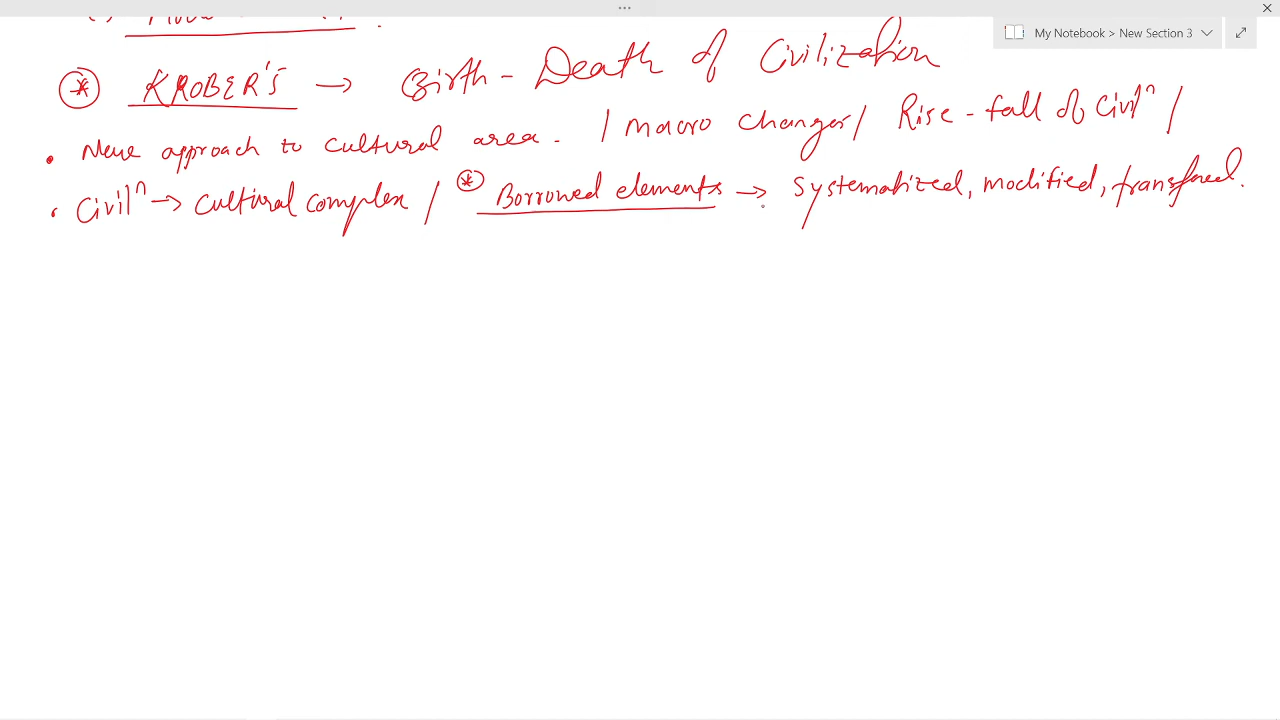 My Notebook > New Section 3
* KROBER'S → Birth - Death of Civilization
• New approach to cultural area. / macro changes / Rise - fall of Civilⁿ /
• Civilⁿ → cultural complex / * Borrowed elements → systematized, modified,